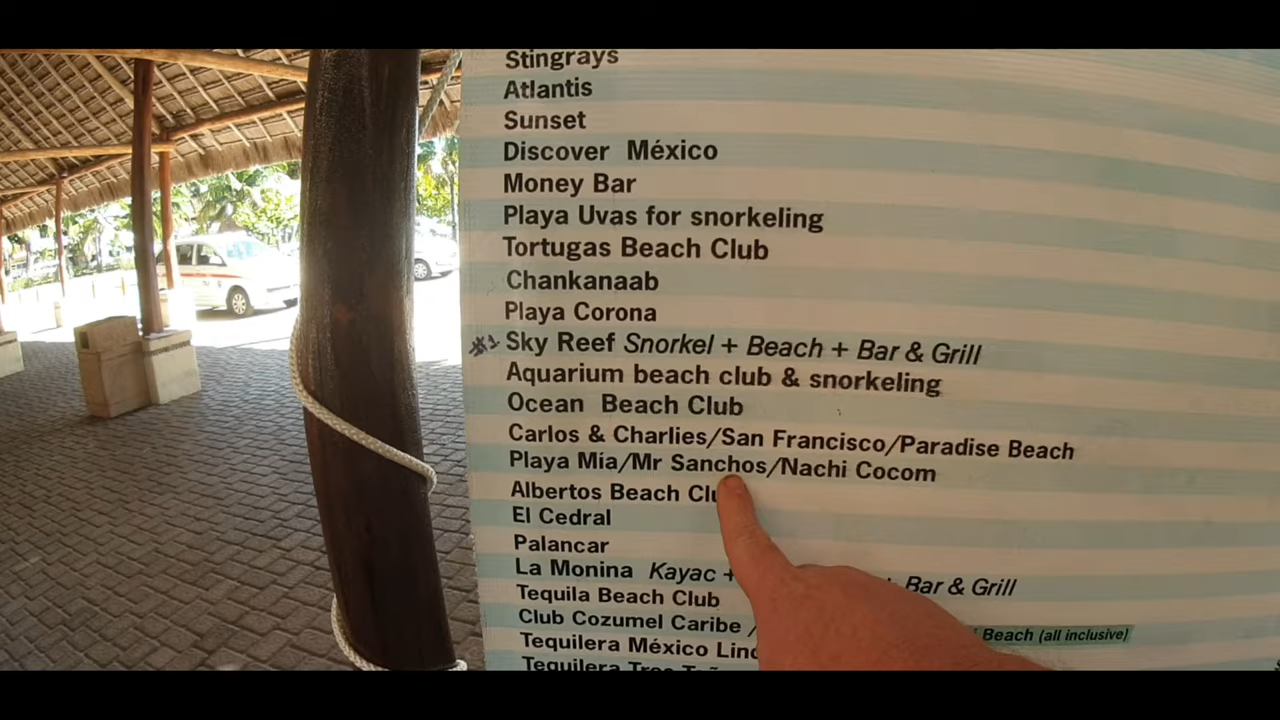 Stingrays
Atlantis
Sunset
Discover México
Money Bar
Playa Uvas for snorkeling
Tortugas Beach Club
Chankanaab
Playa Corona
#1 Sky Reef Snorkel + Beach + Bar & Grill
Aquarium beach club & snorkeling
Ocean Beach Club
Carlos & Charlies/San Francisco/Paradise Beach
Playa Mía/Mr Sanchos/Nachi Cocom
Albertos Beach
El Cedral
Palancar
La Monina Kayac + Bar & Grill
Tequila Beach Club
Club Cozumel Caribe / Beach (all inclusive)
Tequilera México
Tequilera